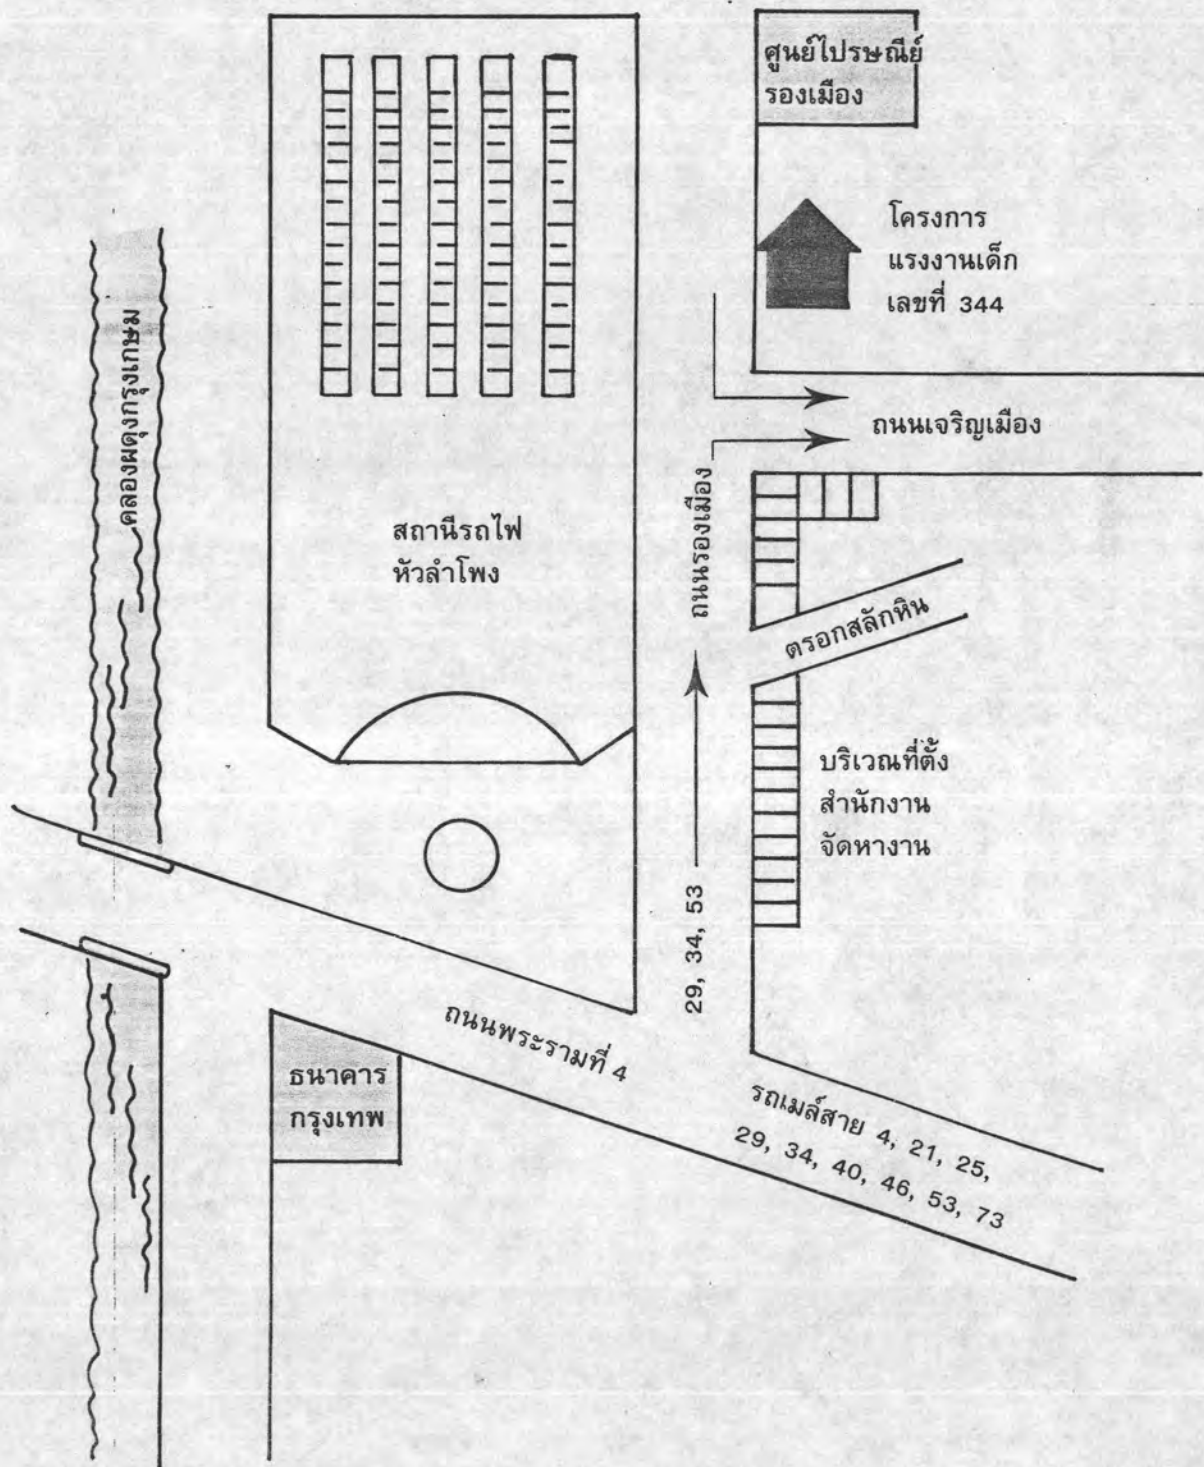 ศูนย์ไปรษณีย์
รองเมือง
โครงการ
แรงงานเด็ก
เลขที่ 344
คลองผดุงกรุงเกษม
ถนนเจริญเมือง
ถนนรองเมือง
สถานีรถไฟ
หัวลำโพง
ตรอกสลักหิน
บริเวณที่ตั้ง
สำนักงาน
จัดหางาน
29, 34, 53
ถนนพระรามที่ 4
ธนาคาร
กรุงเทพ
รถเมล์สาย 4, 21, 25,
29, 34, 40, 46, 53, 73